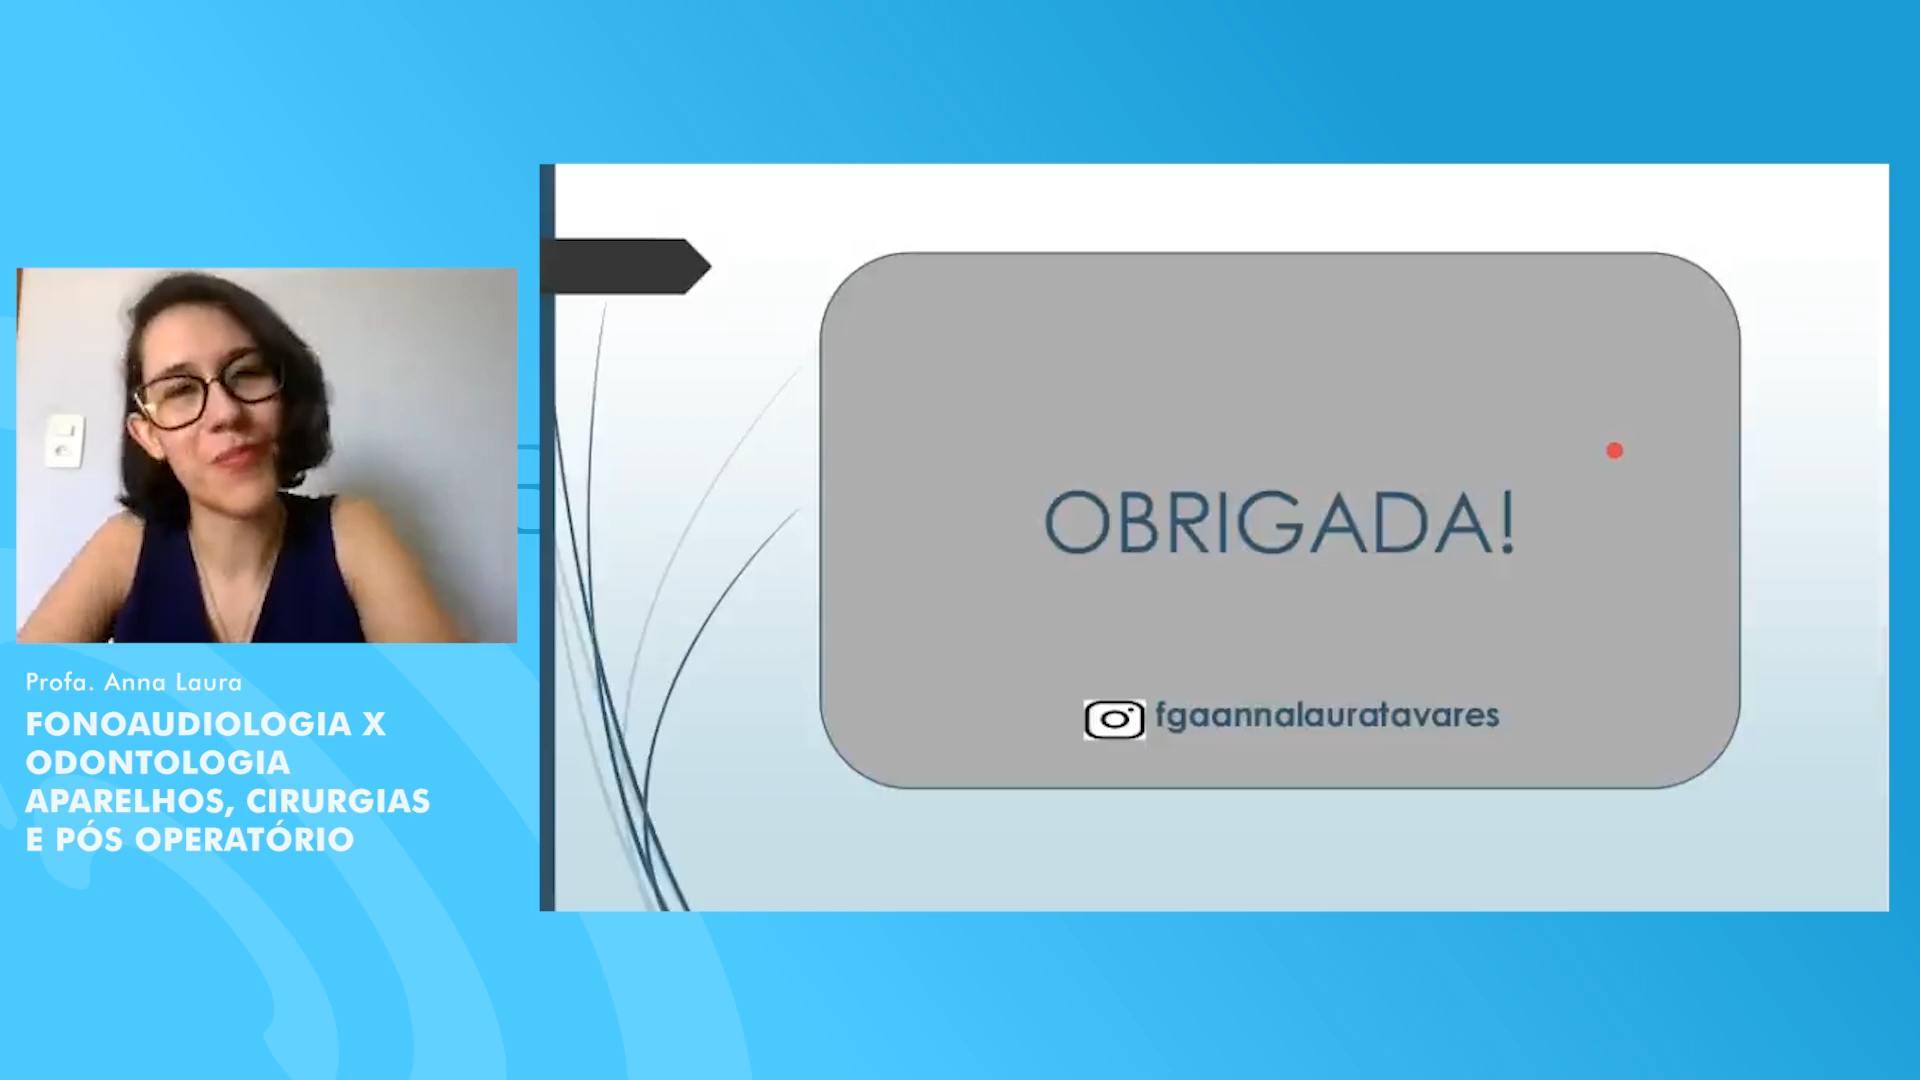 Profa. Anna Laura
FONOAUDIOLOGIA X
ODONTOLOGIA
APARELHOS, CIRURGIAS
E PÓS OPERATÓRIO
OBRIGADA!
fgaannalauratavares